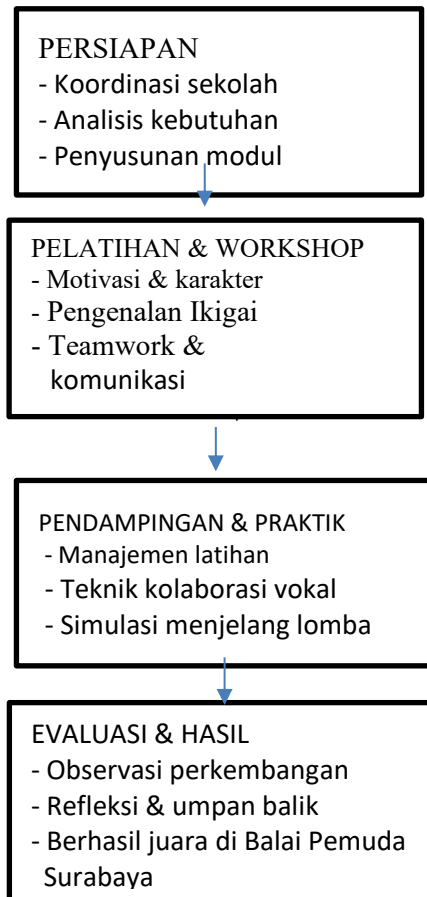 PERSIAPAN
- Koordinasi sekolah
- Analisis kebutuhan
- Penyusunan modul
PELATIHAN & WORKSHOP
- Motivasi & karakter
- Pengenalan Ikigai
- Teamwork &
komunikasi
PENDAMPINGAN & PRAKTIK
- Manajemen latihan
- Teknik kolaborasi vokal
- Simulasi menjelang lomba
EVALUASI & HASIL
- Observasi perkembangan
- Refleksi & umpan balik
- Berhasil juara di Balai Pemuda
Surabaya